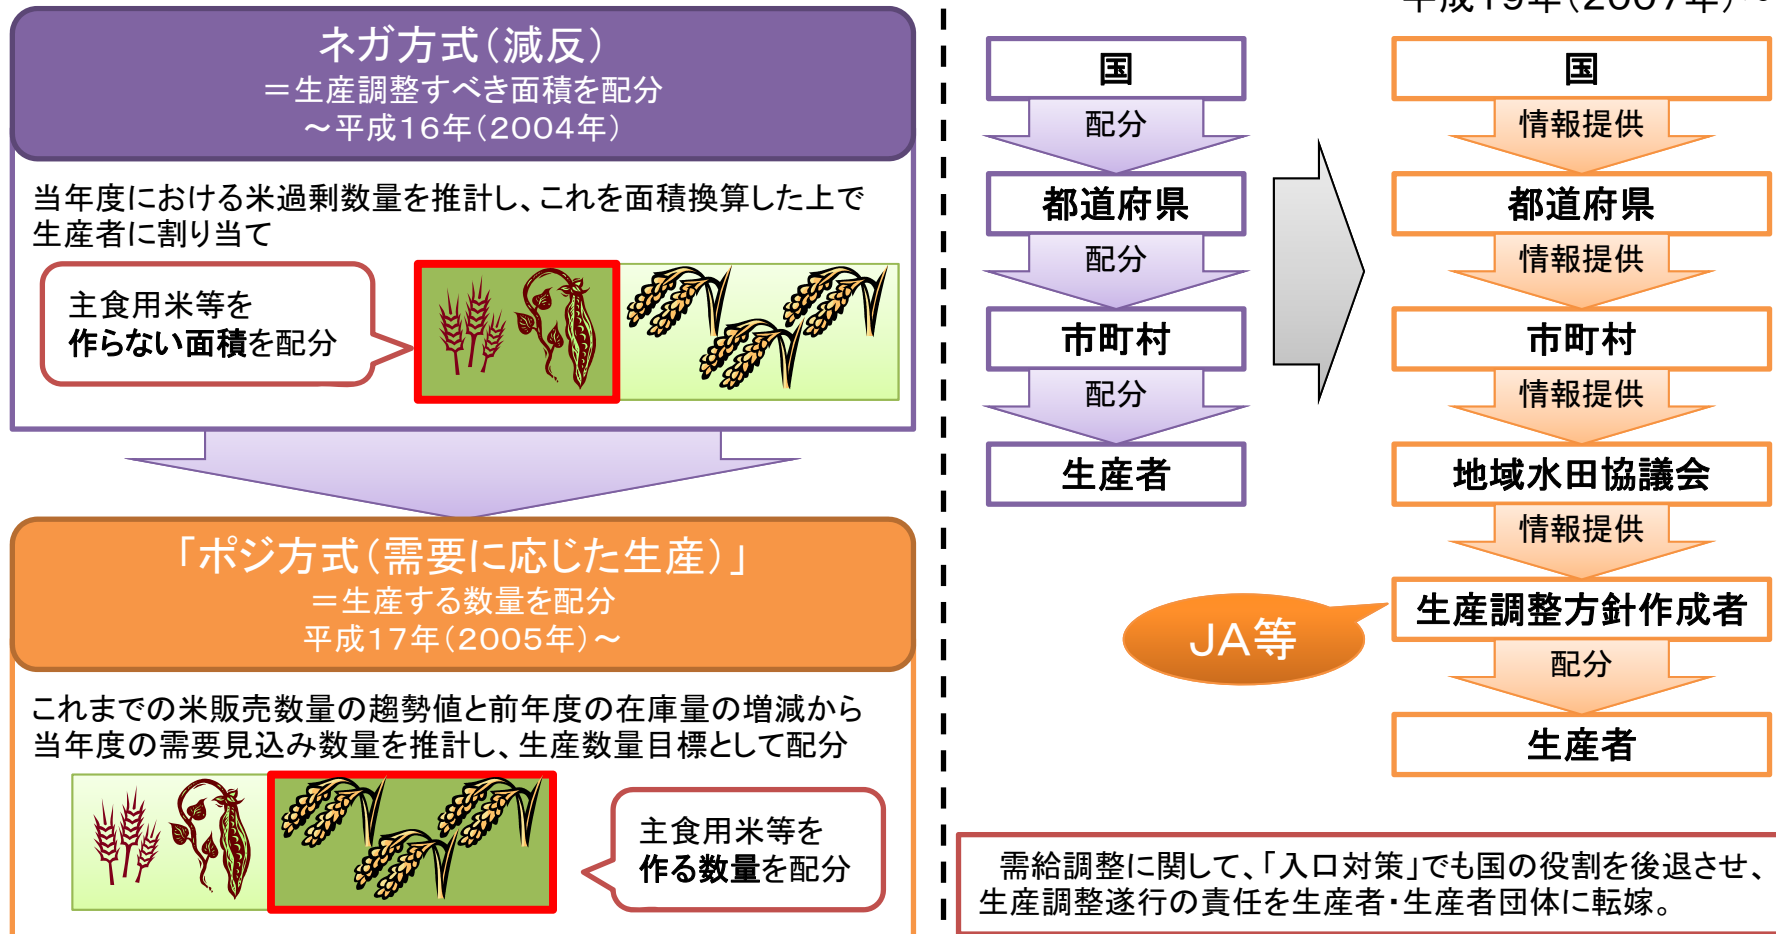 ネガ方式(減反)
=生産調整すべき面積を配分
~平成16年(2004年)
当年度における米過剰数量を推計し、これを面積換算した上で
生産者に割り当て
主食用米等を
作らない面積を配分
「ポジ方式(需要に応じた生産)」
=生産する数量を配分
平成17年(2005年)~
これまでの米販売数量の趨勢値と前年度の在庫量の増減から
当年度の需要見込み数量を推計し、生産数量目標として配分
主食用米等を
作る数量を配分
国
配分
都道府県
配分
市町村
配分
生産者
平成19年(2007年)~
国
情報提供
都道府県
情報提供
市町村
情報提供
地域水田協議会
情報提供
生産調整方針作成者
JA等
配分
生産者
需給調整に関して、「入口対策」でも国の役割を後退させ、
生産調整遂行の責任を生産者・生産者団体に転嫁。